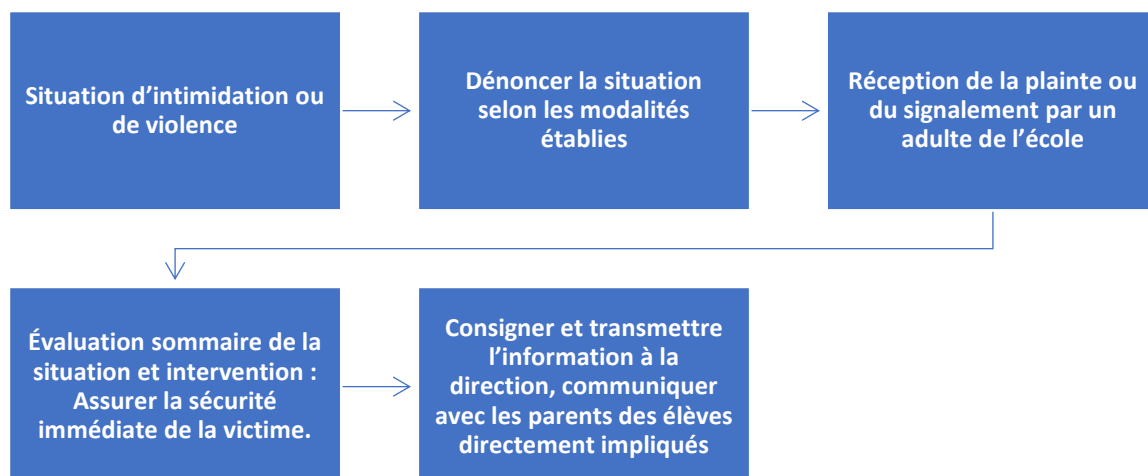 Situation d’intimidation ou
de violence
Dénoncer la situation
selon les modalités
établies
Réception de la plainte ou
du signalement par un
adulte de l’école
Évaluation sommaire de la
situation et intervention :
Assurer la sécurité
immédiate de la victime.
Consigner et transmettre
l’information à la
direction, communiquer
avec les parents des élèves
directement impliqués